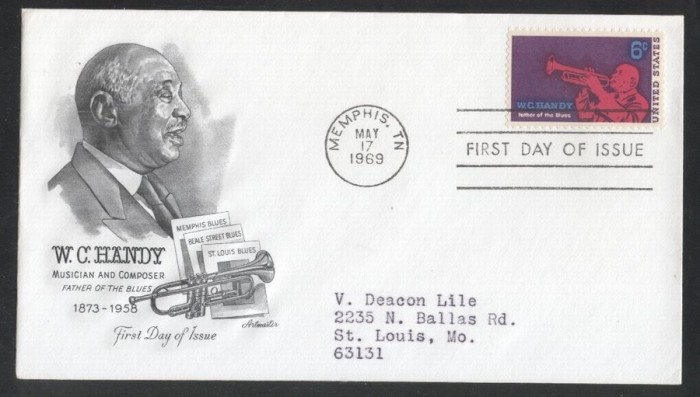 6¢
UNITED STATES
W.C. HANDY
father of the Blues
MEMPHIS, TN
MAY
17
1969
FIRST DAY OF ISSUE
MEMPHIS BLUES
BEALE STREET BLUES
ST. LOUIS BLUES
W. C. HANDY
MUSICIAN AND COMPOSER
FATHER OF THE BLUES
1873-1958
Artmaster
First Day of Issue
V. Deacon Lile
2235 N. Ballas Rd.
St. Louis, Mo.
63131